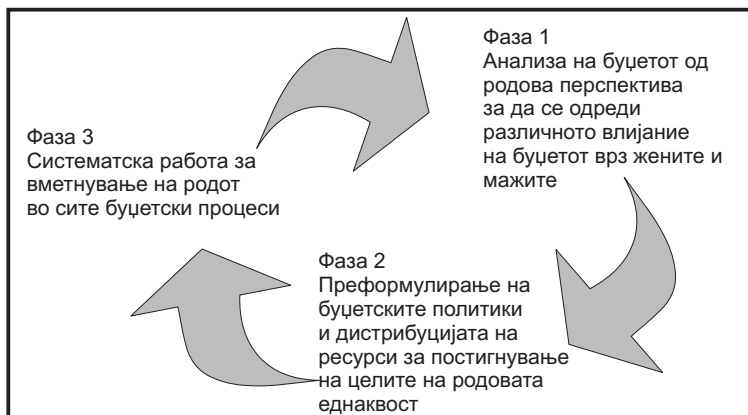 Фаза 1
Анализа на буџетот од
родова перспектива
за да се одреди
различното влијание
на буџетот врз жените и
мажите
Фаза 2
Преформулирање на
буџетските политики
и дистрибуцијата на
ресурси за постигнување
на целите на родовата
еднаквост
Фаза 3
Систематска работа за
вметнување на родот
во сите буџетски процеси